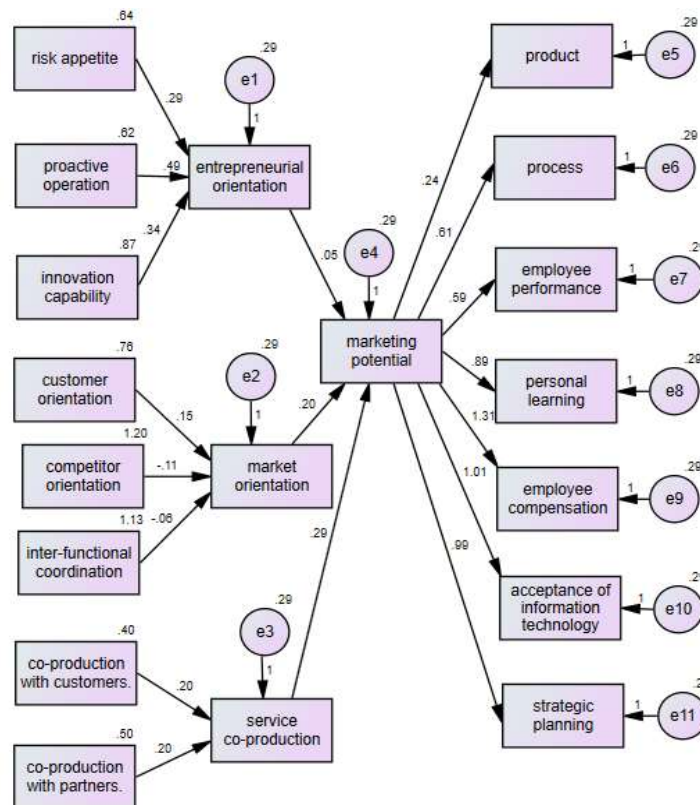 .64
risk appetite
.29
.29
e1
1
.62
proactive
operation
.49
entrepreneurial
orientation
.34
.87
innovation
capability
.05
.29
e4
1
marketing
potential
.76
customer
orientation
.15
.29
e2
1
.20
1.20
competitor
orientation
-.11
market
orientation
1.13
-.06
inter-functional
coordination
.29
.29
e3
1
.40
co-production
with customers.
.20
service
co-production
.50
.20
co-production
with partners.
.24
.61
.59
.89
1.31
1.01
.99
product
1
e5
.29
process
1
e6
.29
employee
performance
1
e7
personal
learning
1
e8
.29
employee
compensation
1
e9
.29
acceptance of
information
technology
1
e10
strategic
planning
1
e11